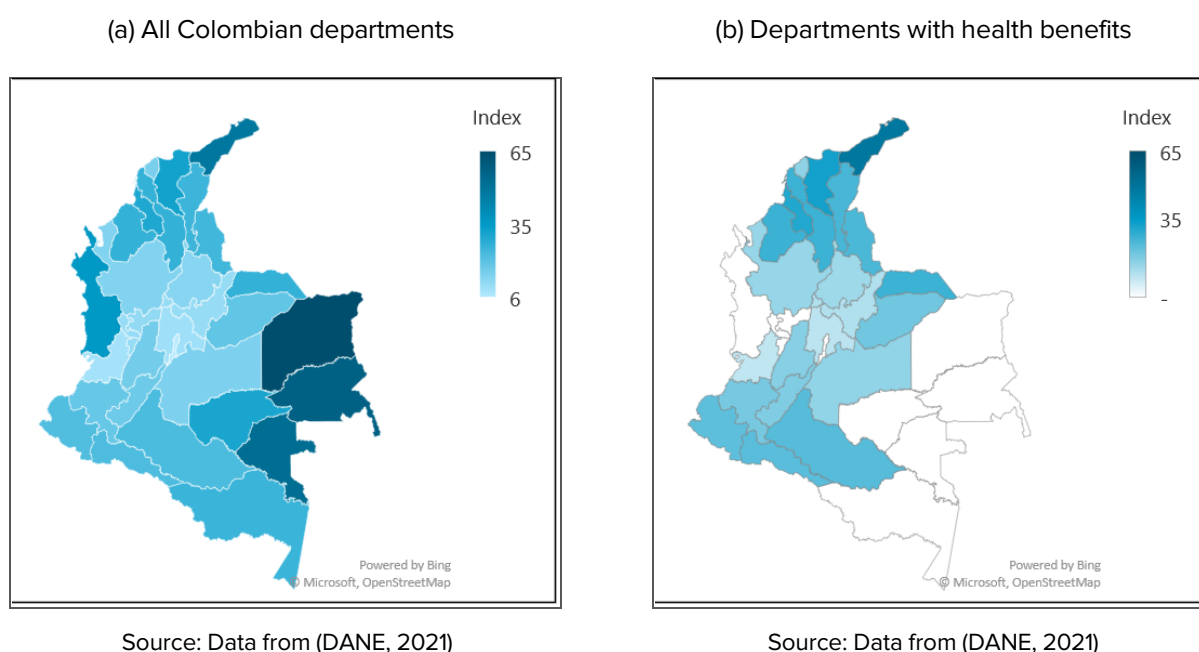 (a) All Colombian departments
(b) Departments with health benefits
Index
65
35
6
Powered by Bing
© Microsoft, OpenStreetMap
Index
65
35
-
Powered by Bing
© Microsoft, OpenStreetMap
Source: Data from (DANE, 2021)
Source: Data from (DANE, 2021)